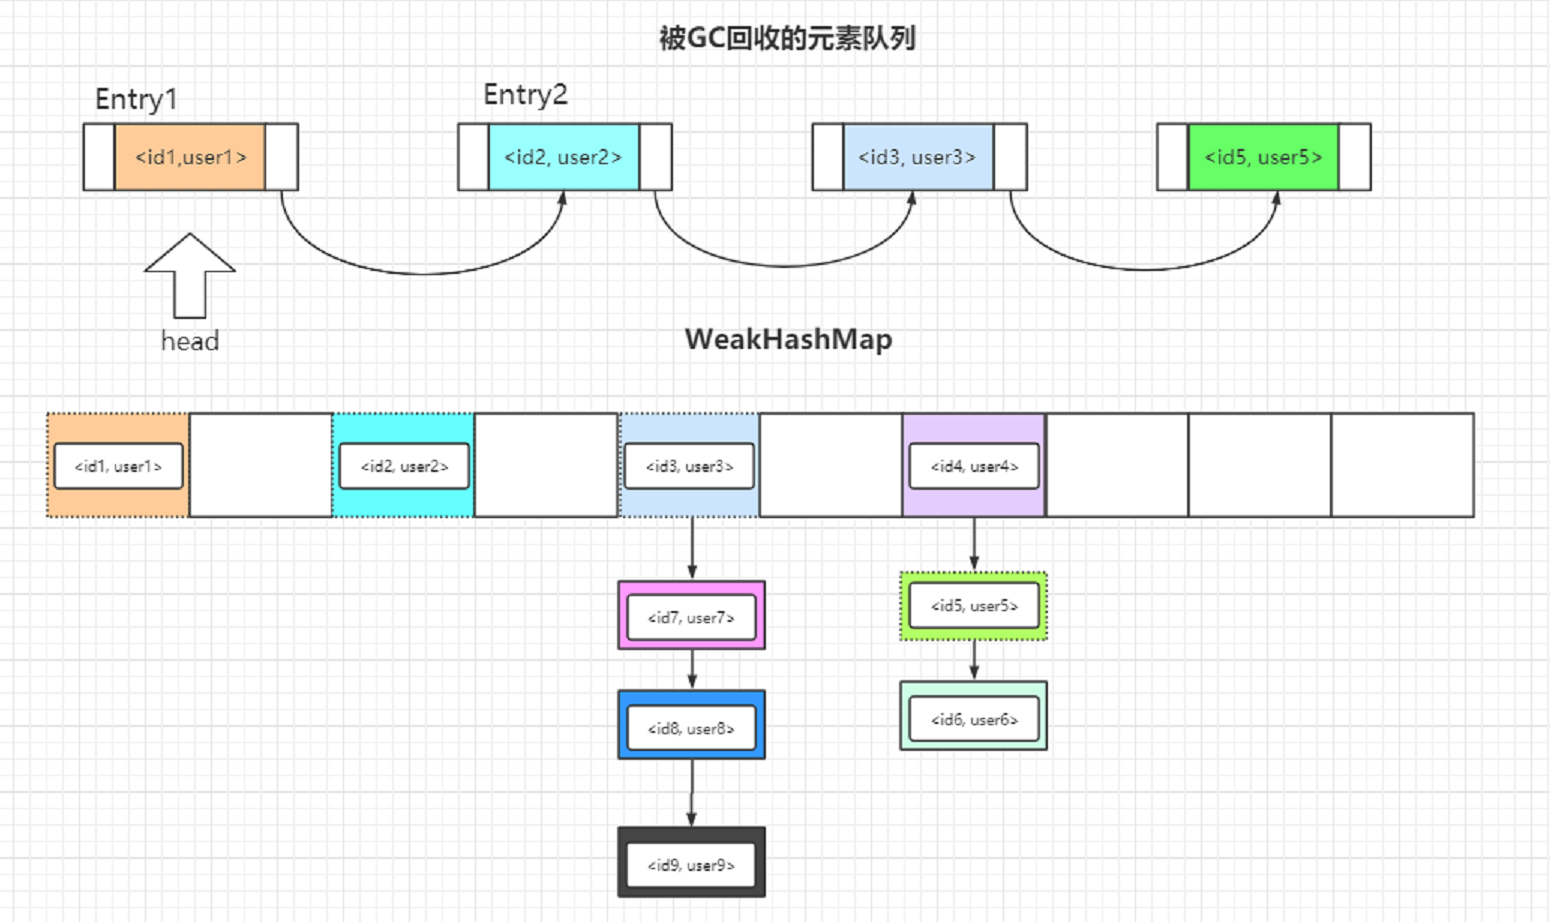 被GC回收的元素队列
Entry1
Entry2
<id1,user1>
<id2, user2>
<id3, user3>
<id5, user5>
head
WeakHashMap
<id1, user1>
<id2, user2>
<id3, user3>
<id4, user4>
<id7, user7>
<id5, user5>
<id8, user8>
<id6, user6>
<id9, user9>